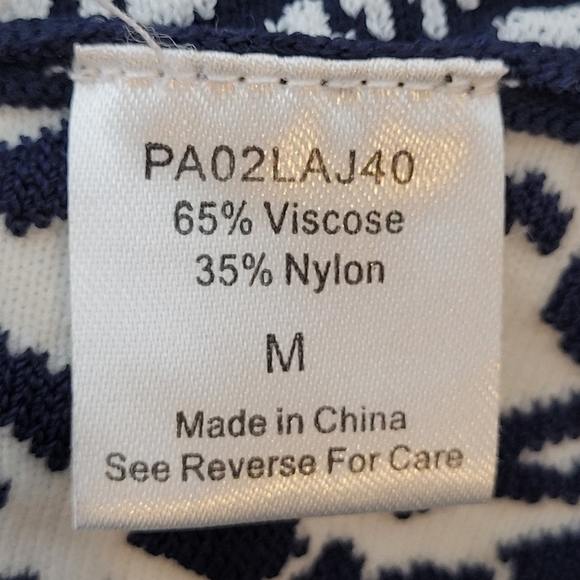 PA02LAJ40
65% Viscose
35% Nylon
M
Made in China
See Reverse For Care